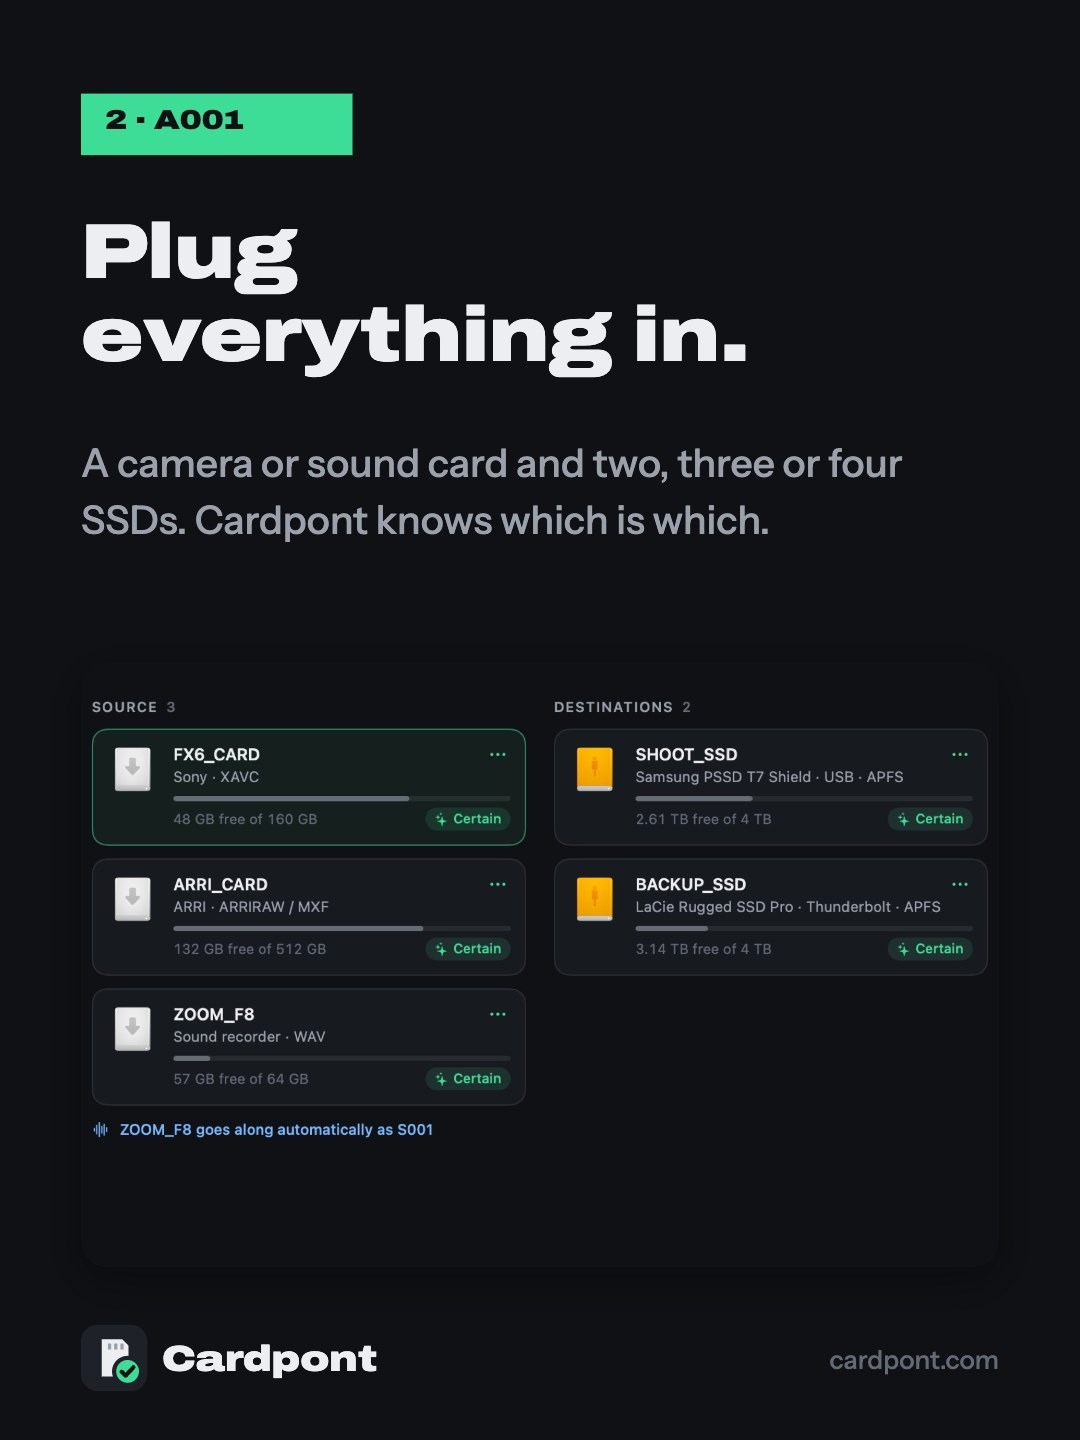 2 · A001
Plug
everything in.
A camera or sound card and two, three or four
SSDs. Cardpont knows which is which.
SOURCE 3
FX6_CARD
Sony · XAVC
48 GB free of 160 GB
Certain
ARRI_CARD
ARRI · ARRIRAW / MXF
132 GB free of 512 GB
Certain
ZOOM_F8
Sound recorder · WAV
57 GB free of 64 GB
Certain
ZOOM_F8 goes along automatically as S001
DESTINATIONS 2
SHOOT_SSD
Samsung PSSD T7 Shield · USB · APFS
2.61 TB free of 4 TB
Certain
BACKUP_SSD
LaCie Rugged SSD Pro · Thunderbolt · APFS
3.14 TB free of 4 TB
Certain
Cardpont
cardpont.com